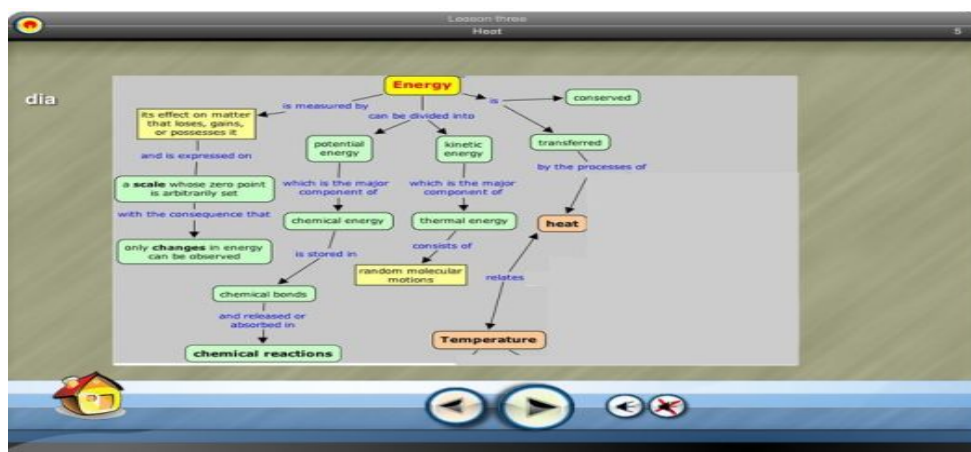 Lesson three
Heat 5
dia
Energy
is measured by
can be divided into
is
conserved
its effect on matter
that loses, gains,
or possesses it
potential
energy
kinetic
energy
transferred
and is expressed on
by the processes of
a scale whose zero point
is arbitrarily set
which is the major
component of
which is the major
component of
with the consequence that
chemical energy
thermal energy
heat
only changes in energy
can be observed
is stored in
consists of
random molecular
motions
relates
chemical bonds
and released or
absorbed in
Temperature
chemical reactions